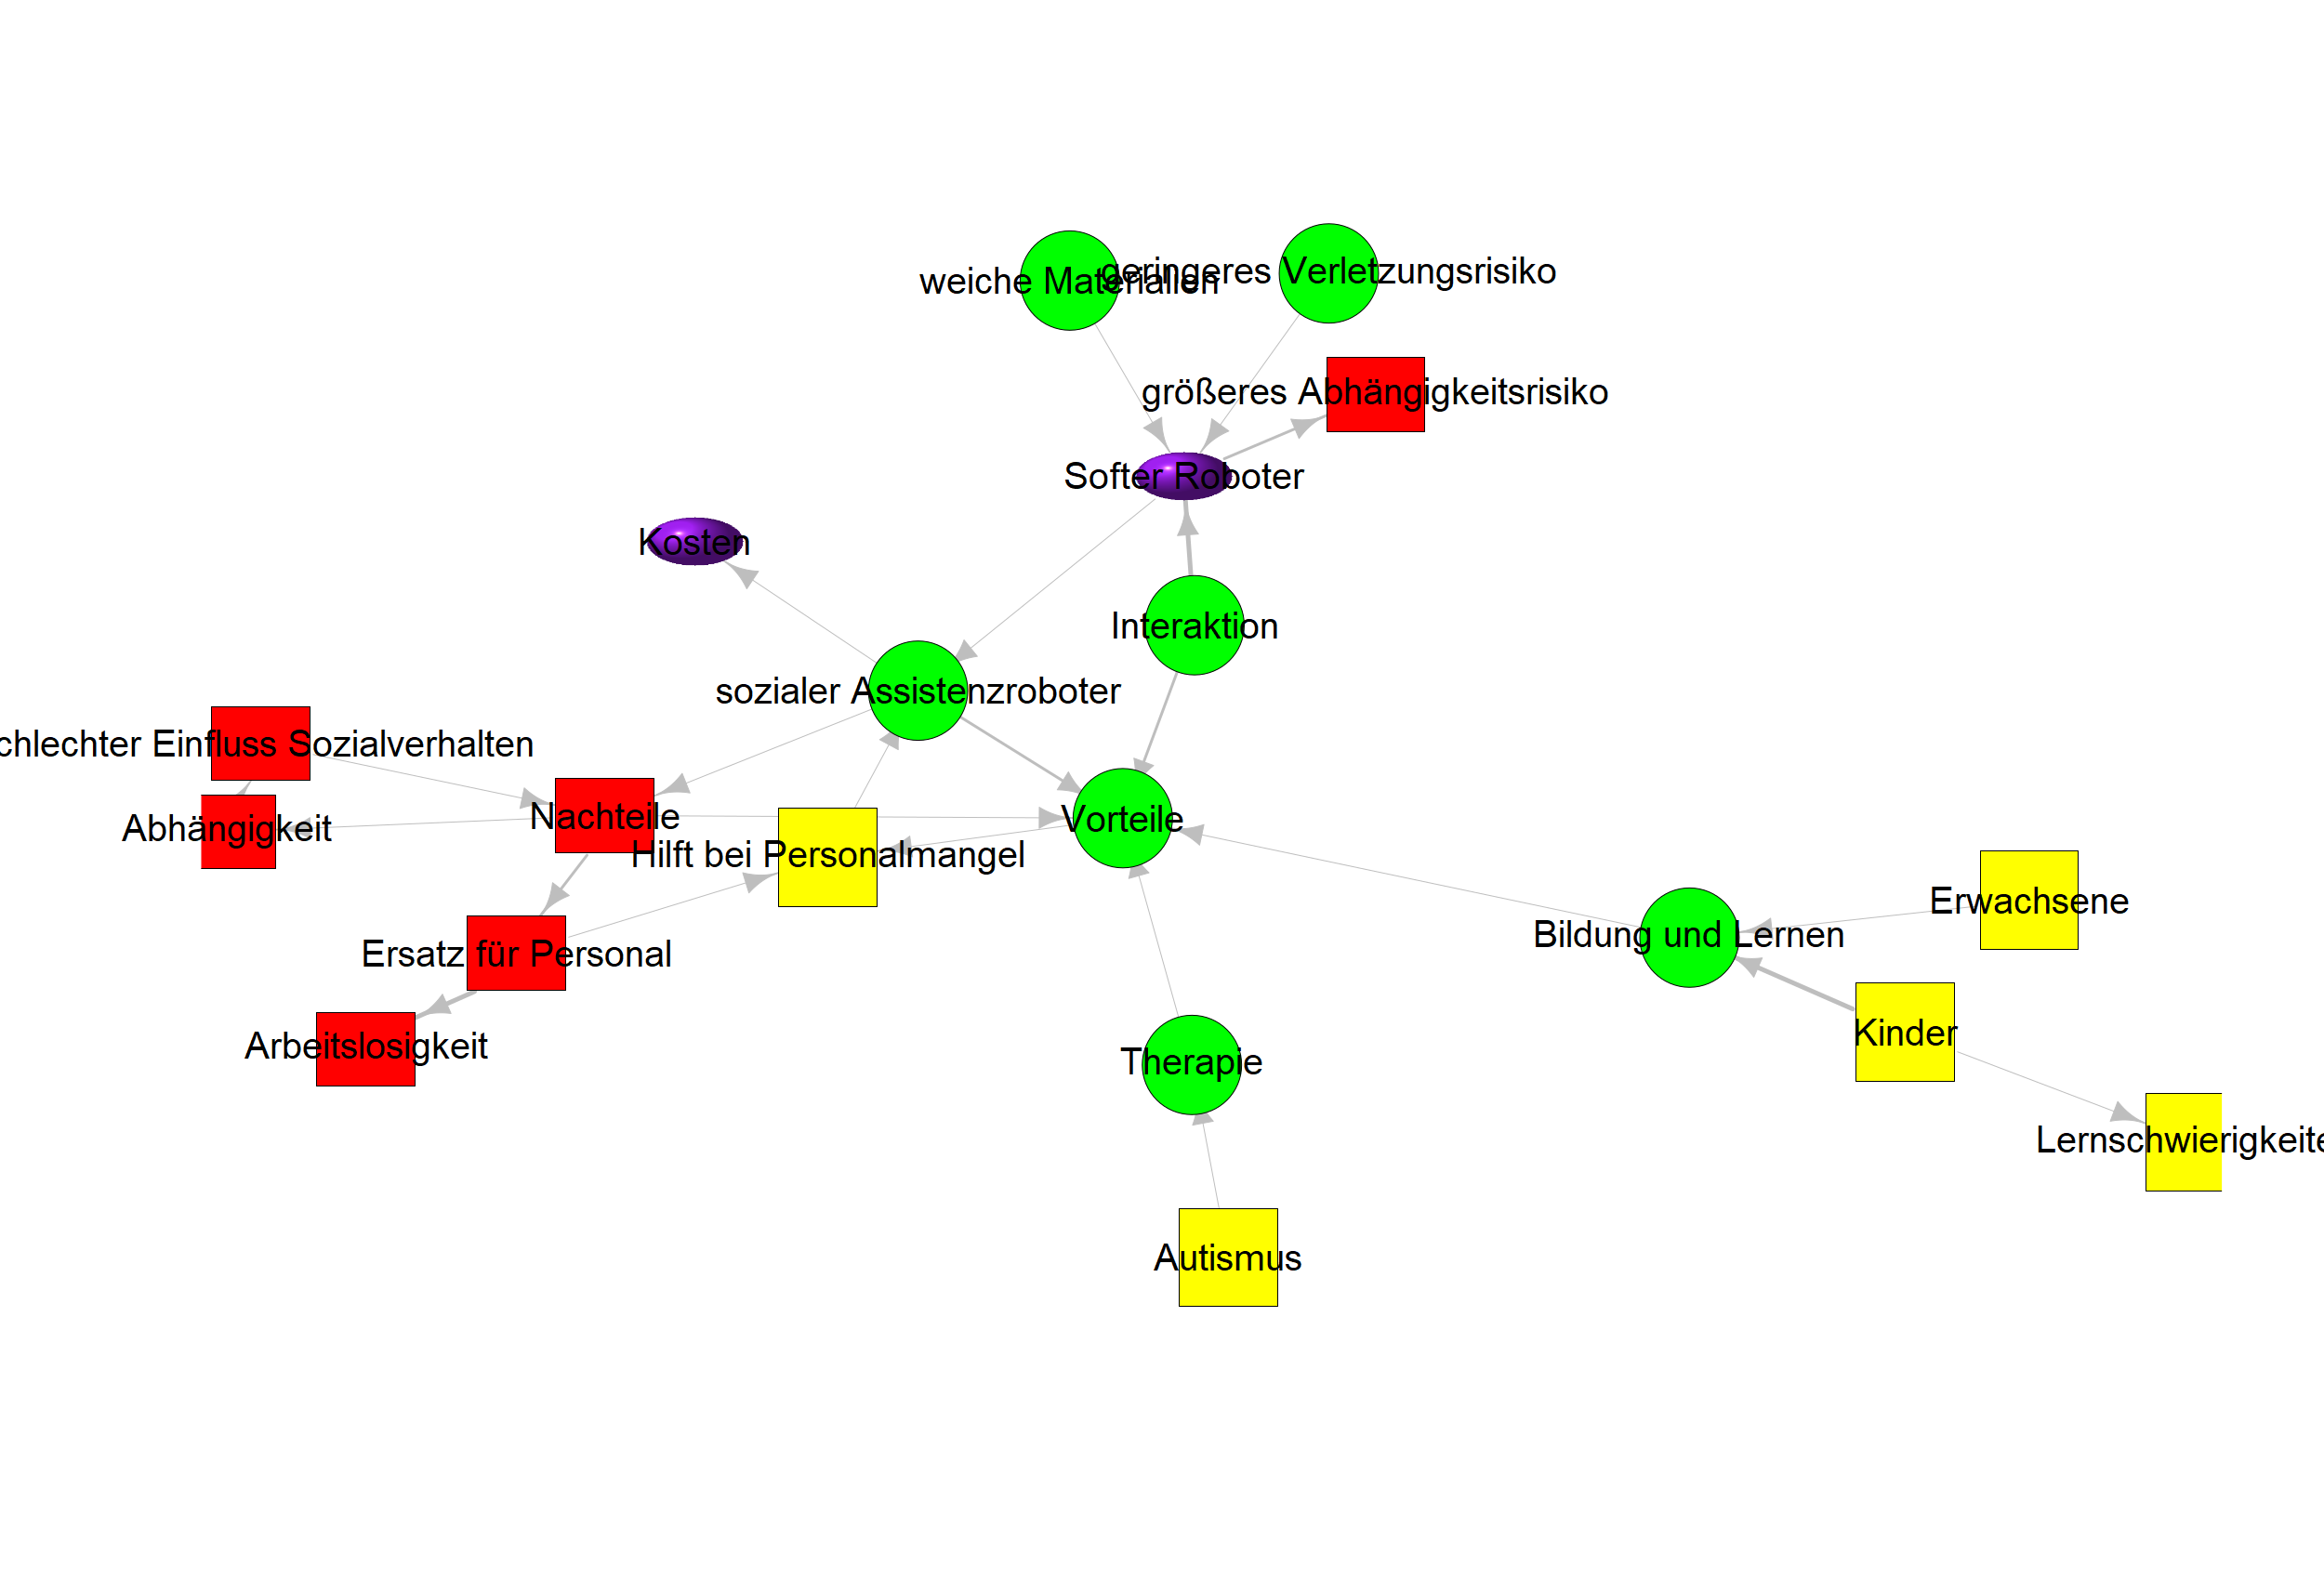 weiche Materialien
geringeres Verletzungsrisiko
größeres Abhängigkeitsrisiko
Softer Roboter
Kosten
Interaktion
sozialer Assistenzroboter
chlechter Einfluss Sozialverhalten
Abhängigkeit
Nachteile
Vorteile
Hilft bei Personalmangel
Erwachsene
Bildung und Lernen
Ersatz für Personal
Kinder
Arbeitslosigkeit
Therapie
Lernschwierigkeite
Autismus